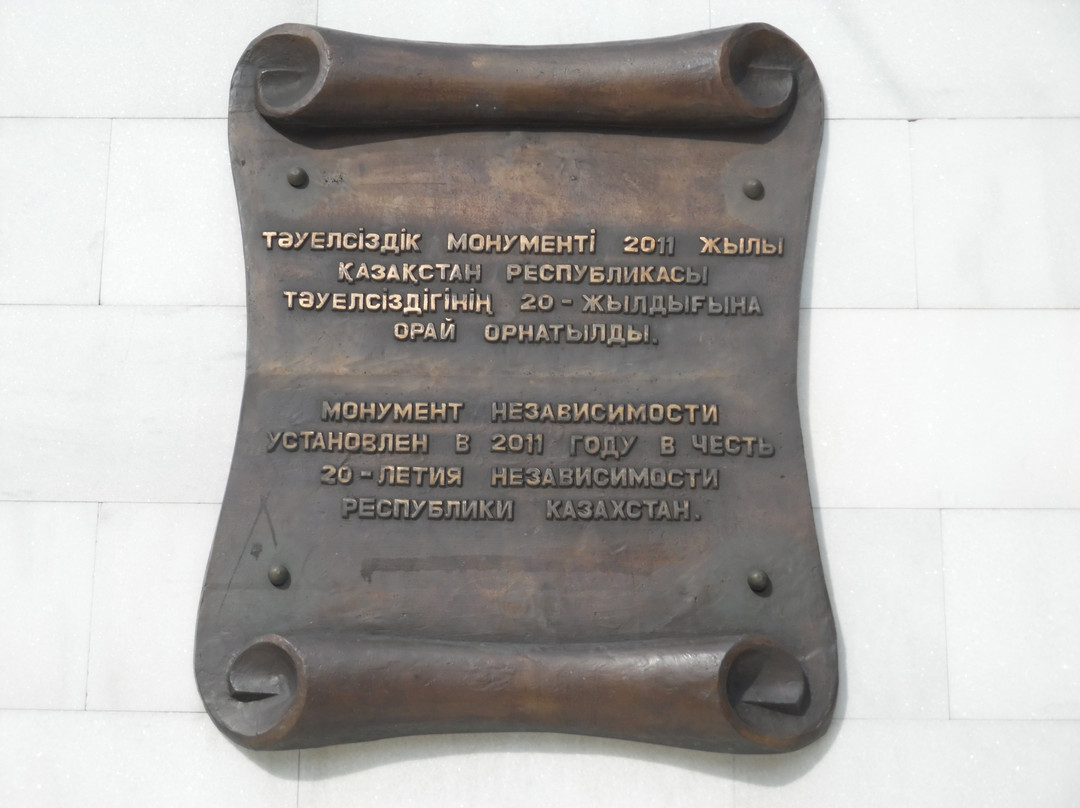 ТӘУЕЛСІЗДІК МОНУМЕНТІ 2011 ЖЫЛЫ
ҚАЗАҚСТАН РЕСПУБЛИКАСЫ
ТӘУЕЛСІЗДІГІНІҢ 20 - ЖЫЛДЫҒЫНА
ОРАЙ ОРНАТЫЛДЫ.
МОНУМЕНТ НЕЗАВИСИМОСТИ
УСТАНОВЛЕН В 2011 ГОДУ В ЧЕСТЬ
20 - ЛЕТИЯ НЕЗАВИСИМОСТИ
РЕСПУБЛИКИ КАЗАХСТАН.